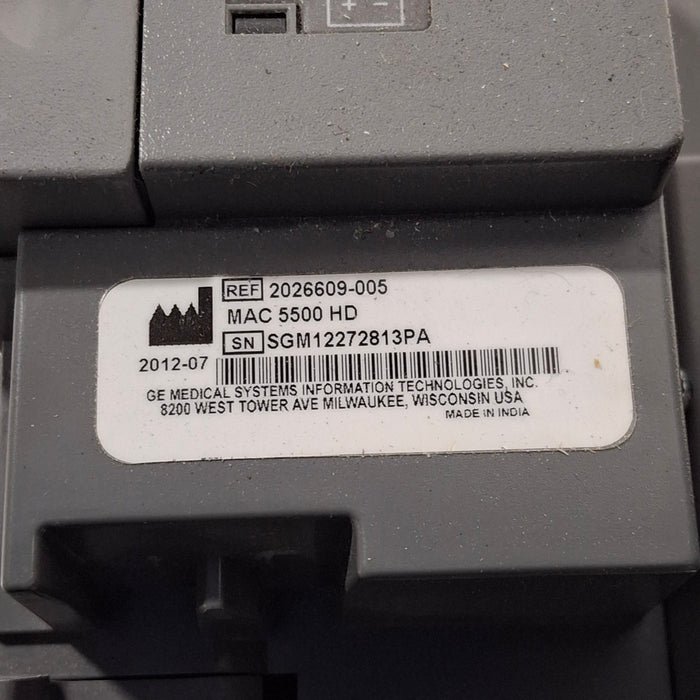 + −
REF 2026609-005
MAC 5500 HD
SN SGM12272813PA
2012-07
GE MEDICAL SYSTEMS INFORMATION TECHNOLOGIES, INC.
8200 WEST TOWER AVE MILWAUKEE, WISCONSIN USA
MADE IN INDIA